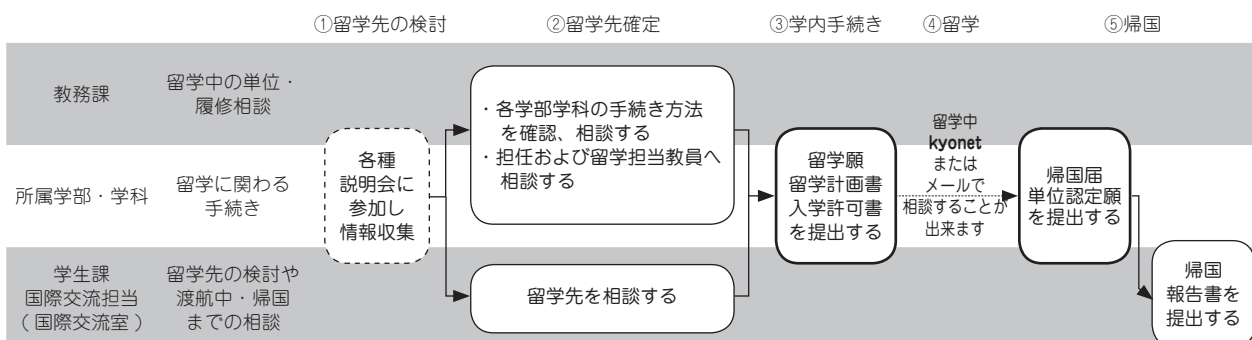 ①留学先の検討
②留学先確定
③学内手続き
④留学
⑤帰国
教務課
留学中の単位・
履修相談
所属学部・学科
留学に関わる
手続き
学生課
国際交流担当
(国際交流室)
留学先の検討や
渡航中・帰国
までの相談
各種
説明会に
参加し
情報収集
・各学部学科の手続き方法
を確認、相談する
・担任および留学担当教員へ
相談する
留学先を相談する
留学願
留学計画書
入学許可書
を提出する
留学中
kyonet
または
メールで
相談することが
出来ます
帰国届
単位認定願
を提出する
帰国
報告書を
提出する